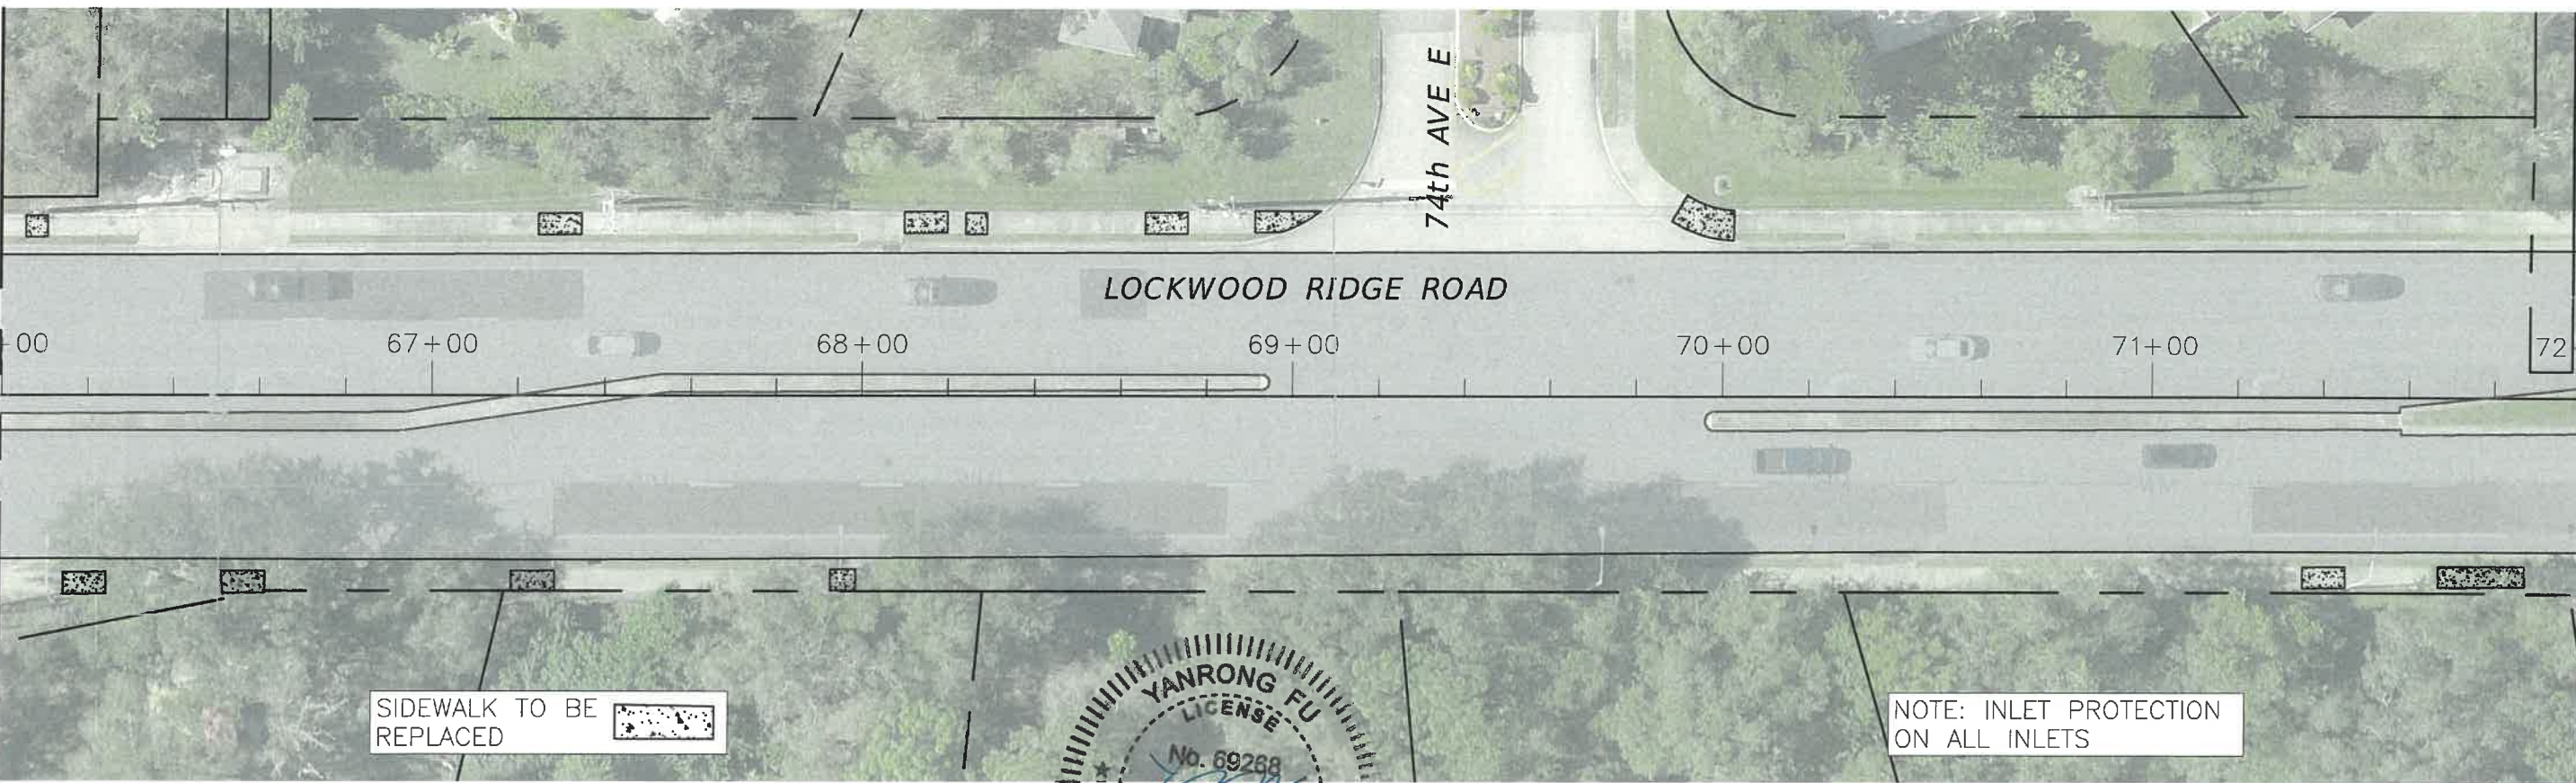 74th AVE E
LOCKWOOD RIDGE ROAD
+00
67+00
68+00
69+00
70+00
71+00
72
SIDEWALK TO BE
REPLACED
YANRONG FU
LICENSE
No. 69268
NOTE: INLET PROTECTION
ON ALL INLETS